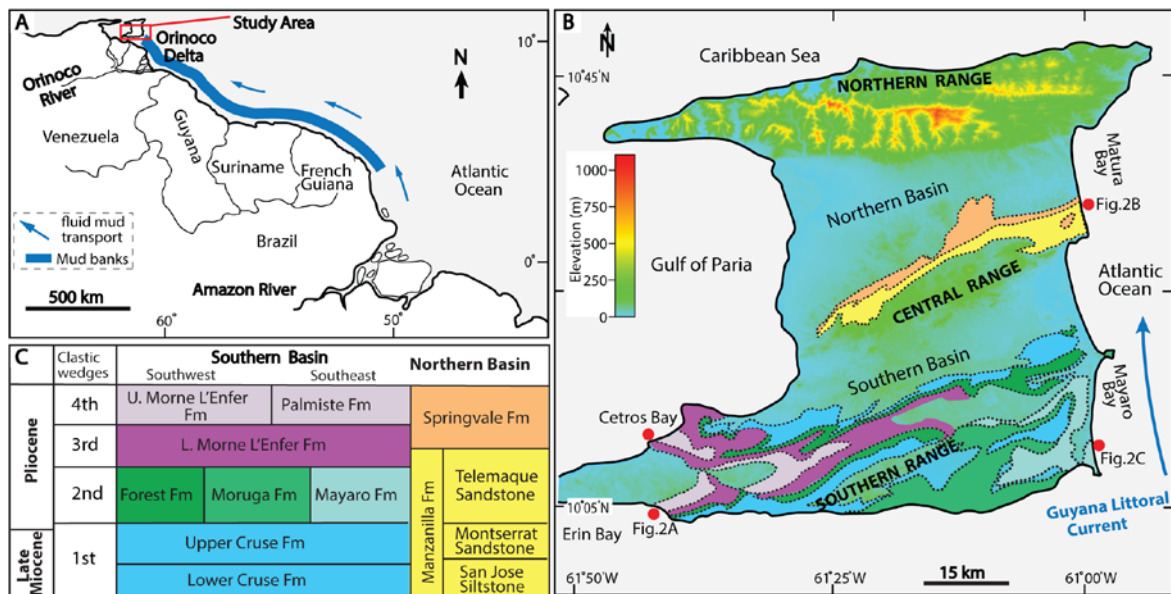 A
Study Area
Orinoco
Delta
N
10°
Orinoco
River
Venezuela
Guyana
Suriname
French
Guiana
Atlantic
Ocean
fluid mud
transport
Mud banks
Brazil
0°
500 km
Amazon River
60°
50°
B
N
Caribbean Sea
10°45'
NORTHERN RANGE
Elevation (m)
1000
750
500
250
0
Northern Basin
Matura
Bay
Fig.2B
Gulf of Paria
CENTRAL RANGE
Atlantic
Ocean
Southern Basin
Mayaro
Bay
Cetros Bay
Fig.2C
SOUTHERN RANGE
10°05'
Erin Bay
Fig.2A
Guyana Littoral
Current
61°50'W
61°25'W
15 km
61°00'W
C
Clastic
wedges
Southern Basin
Southwest
Southeast
Northern Basin
Pliocene
4th
U. Morne L'Enfer
Fm
Palmiste Fm
Springvale Fm
3rd
L. Morne L'Enfer Fm
2nd
Forest Fm
Moruga Fm
Mayaro Fm
Manzanilla Fm
Telemaque
Sandstone
Late
Miocene
1st
Upper Cruse Fm
Montserrat
Sandstone
Lower Cruse Fm
San Jose
Siltstone